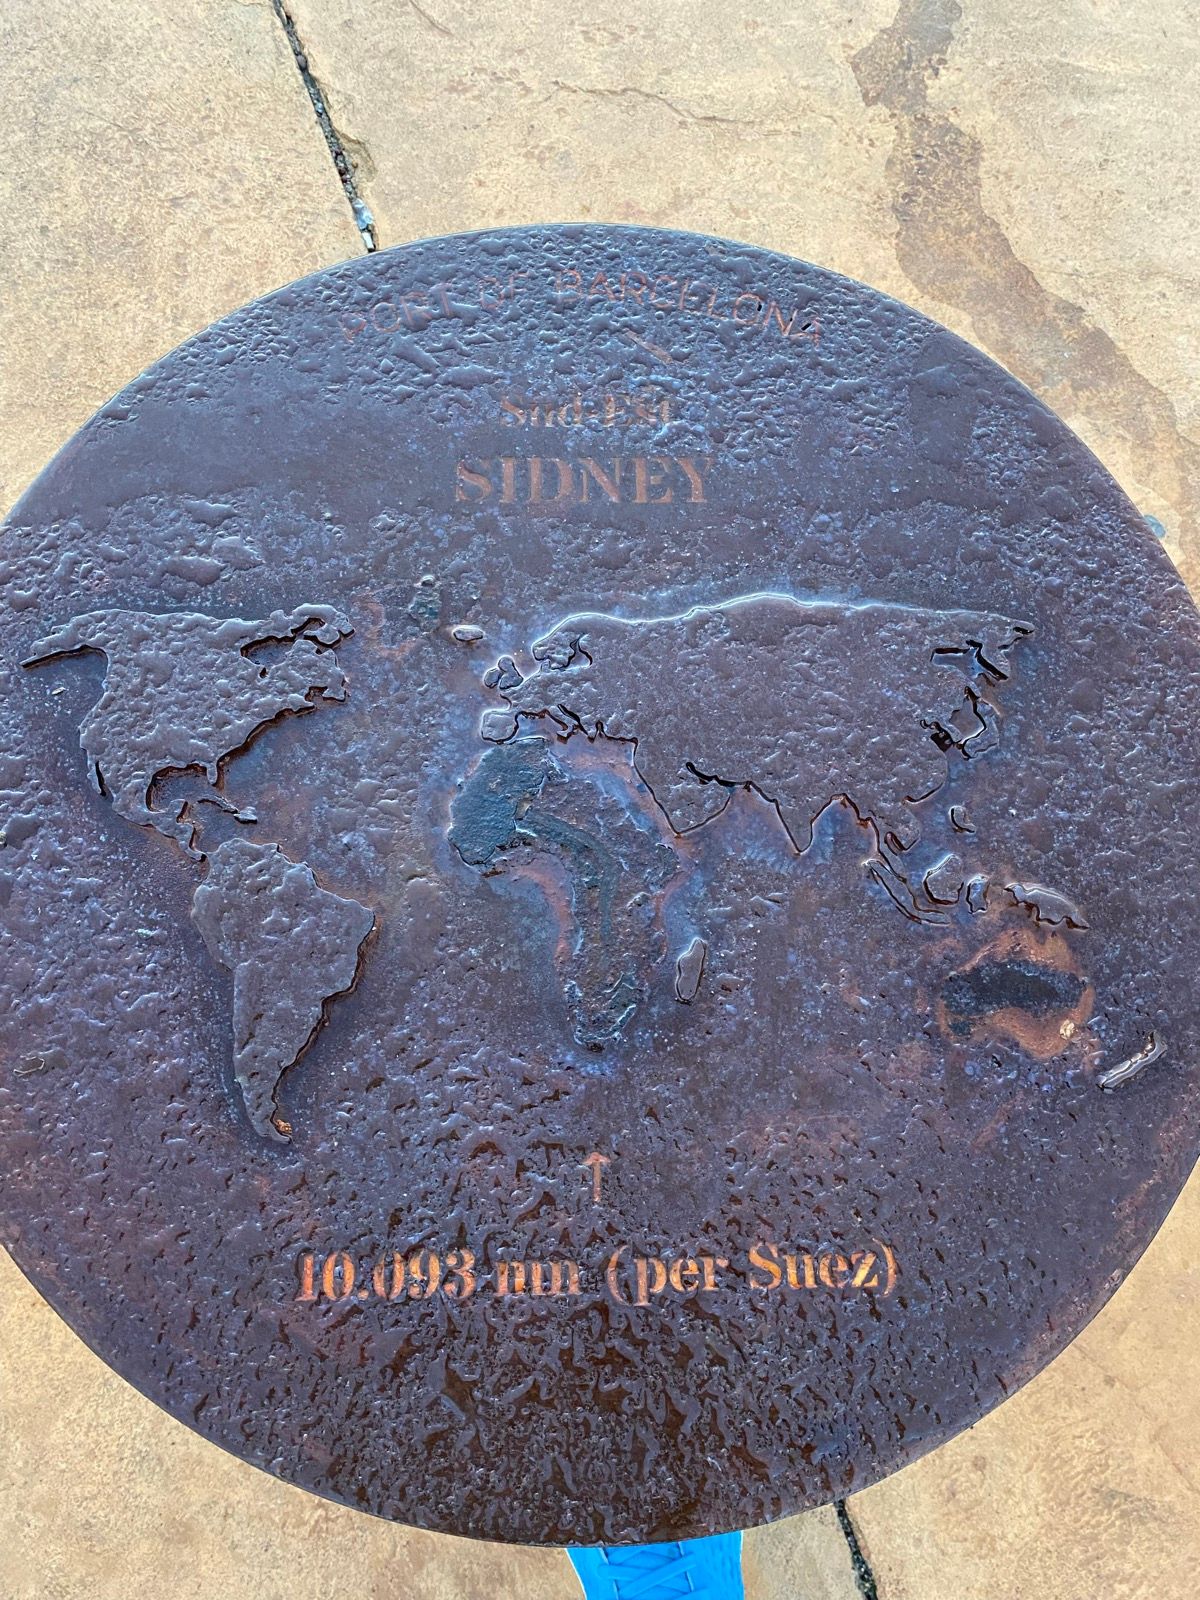 PORT OF BARCELONA
Sud-Est
SIDNEY
↑
10.093 nm (per Suez)